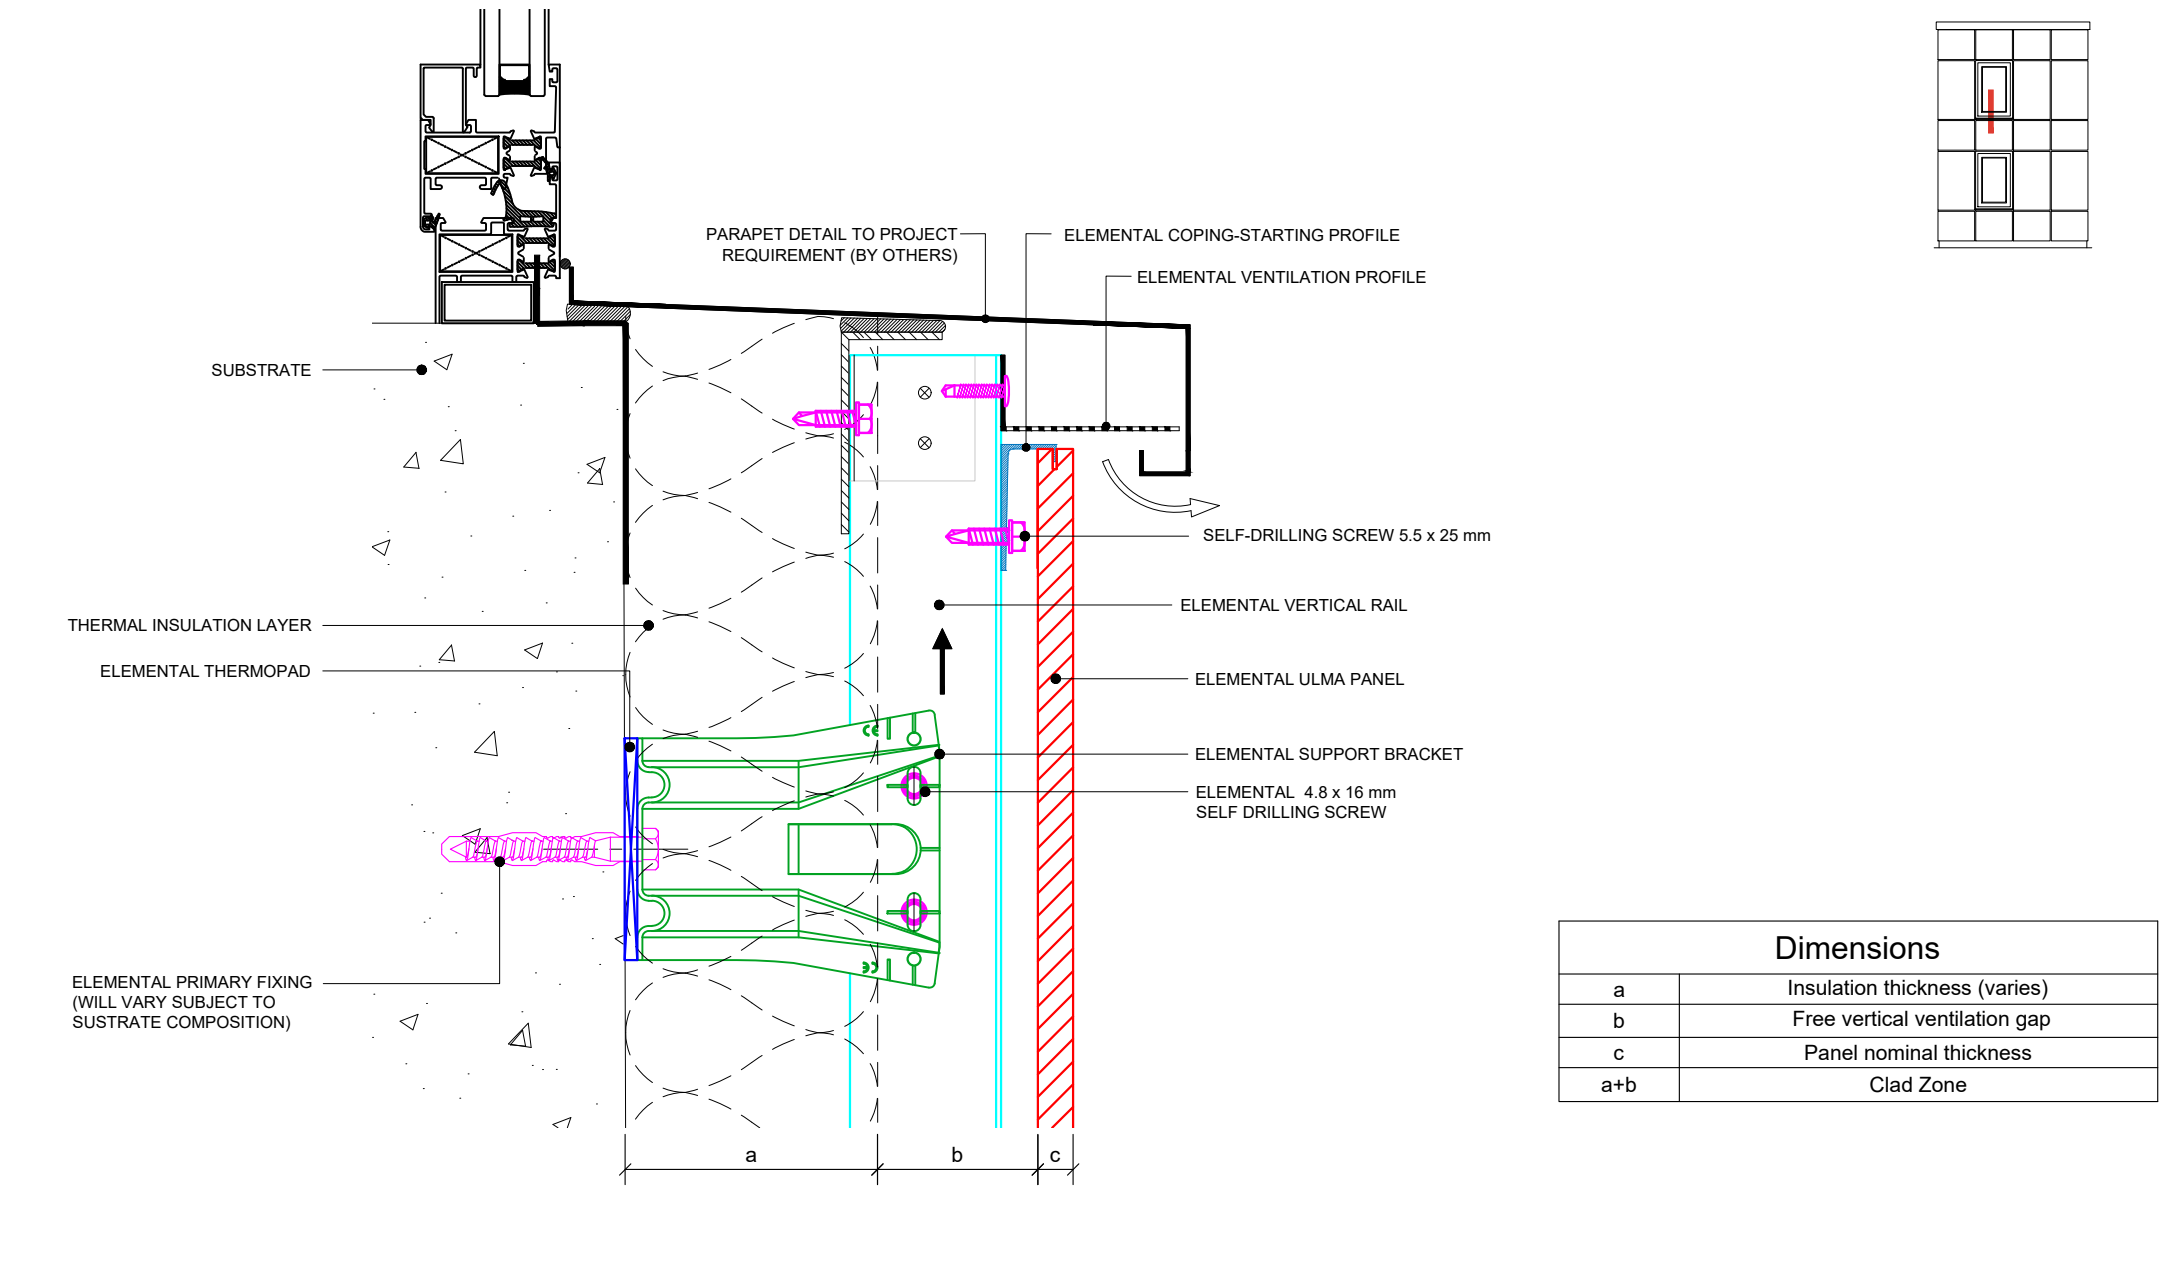 PARAPET DETAIL TO PROJECT
REQUIREMENT (BY OTHERS)
ELEMENTAL COPING-STARTING PROFILE
ELEMENTAL VENTILATION PROFILE
SUBSTRATE
SELF-DRILLING SCREW 5.5 x 25 mm
ELEMENTAL VERTICAL RAIL
THERMAL INSULATION LAYER
ELEMENTAL THERMOPAD
ELEMENTAL ULMA PANEL
ELEMENTAL SUPPORT BRACKET
ELEMENTAL 4.8 x 16 mm
SELF DRILLING SCREW
CE
CE
ELEMENTAL PRIMARY FIXING
(WILL VARY SUBJECT TO
SUSTRATE COMPOSITION)
a
b
c
Dimensions
a Insulation thickness (varies)
b Free vertical ventilation gap
c Panel nominal thickness
a+b Clad Zone